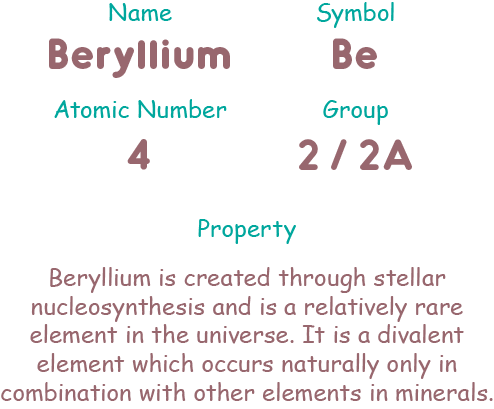 Name Symbol
Beryllium Be
Atomic Number Group
4 2 / 2A
Property
Beryllium is created through stellar
nucleosynthesis and is a relatively rare
element in the universe. It is a divalent
element which occurs naturally only in
combination with other elements in minerals.